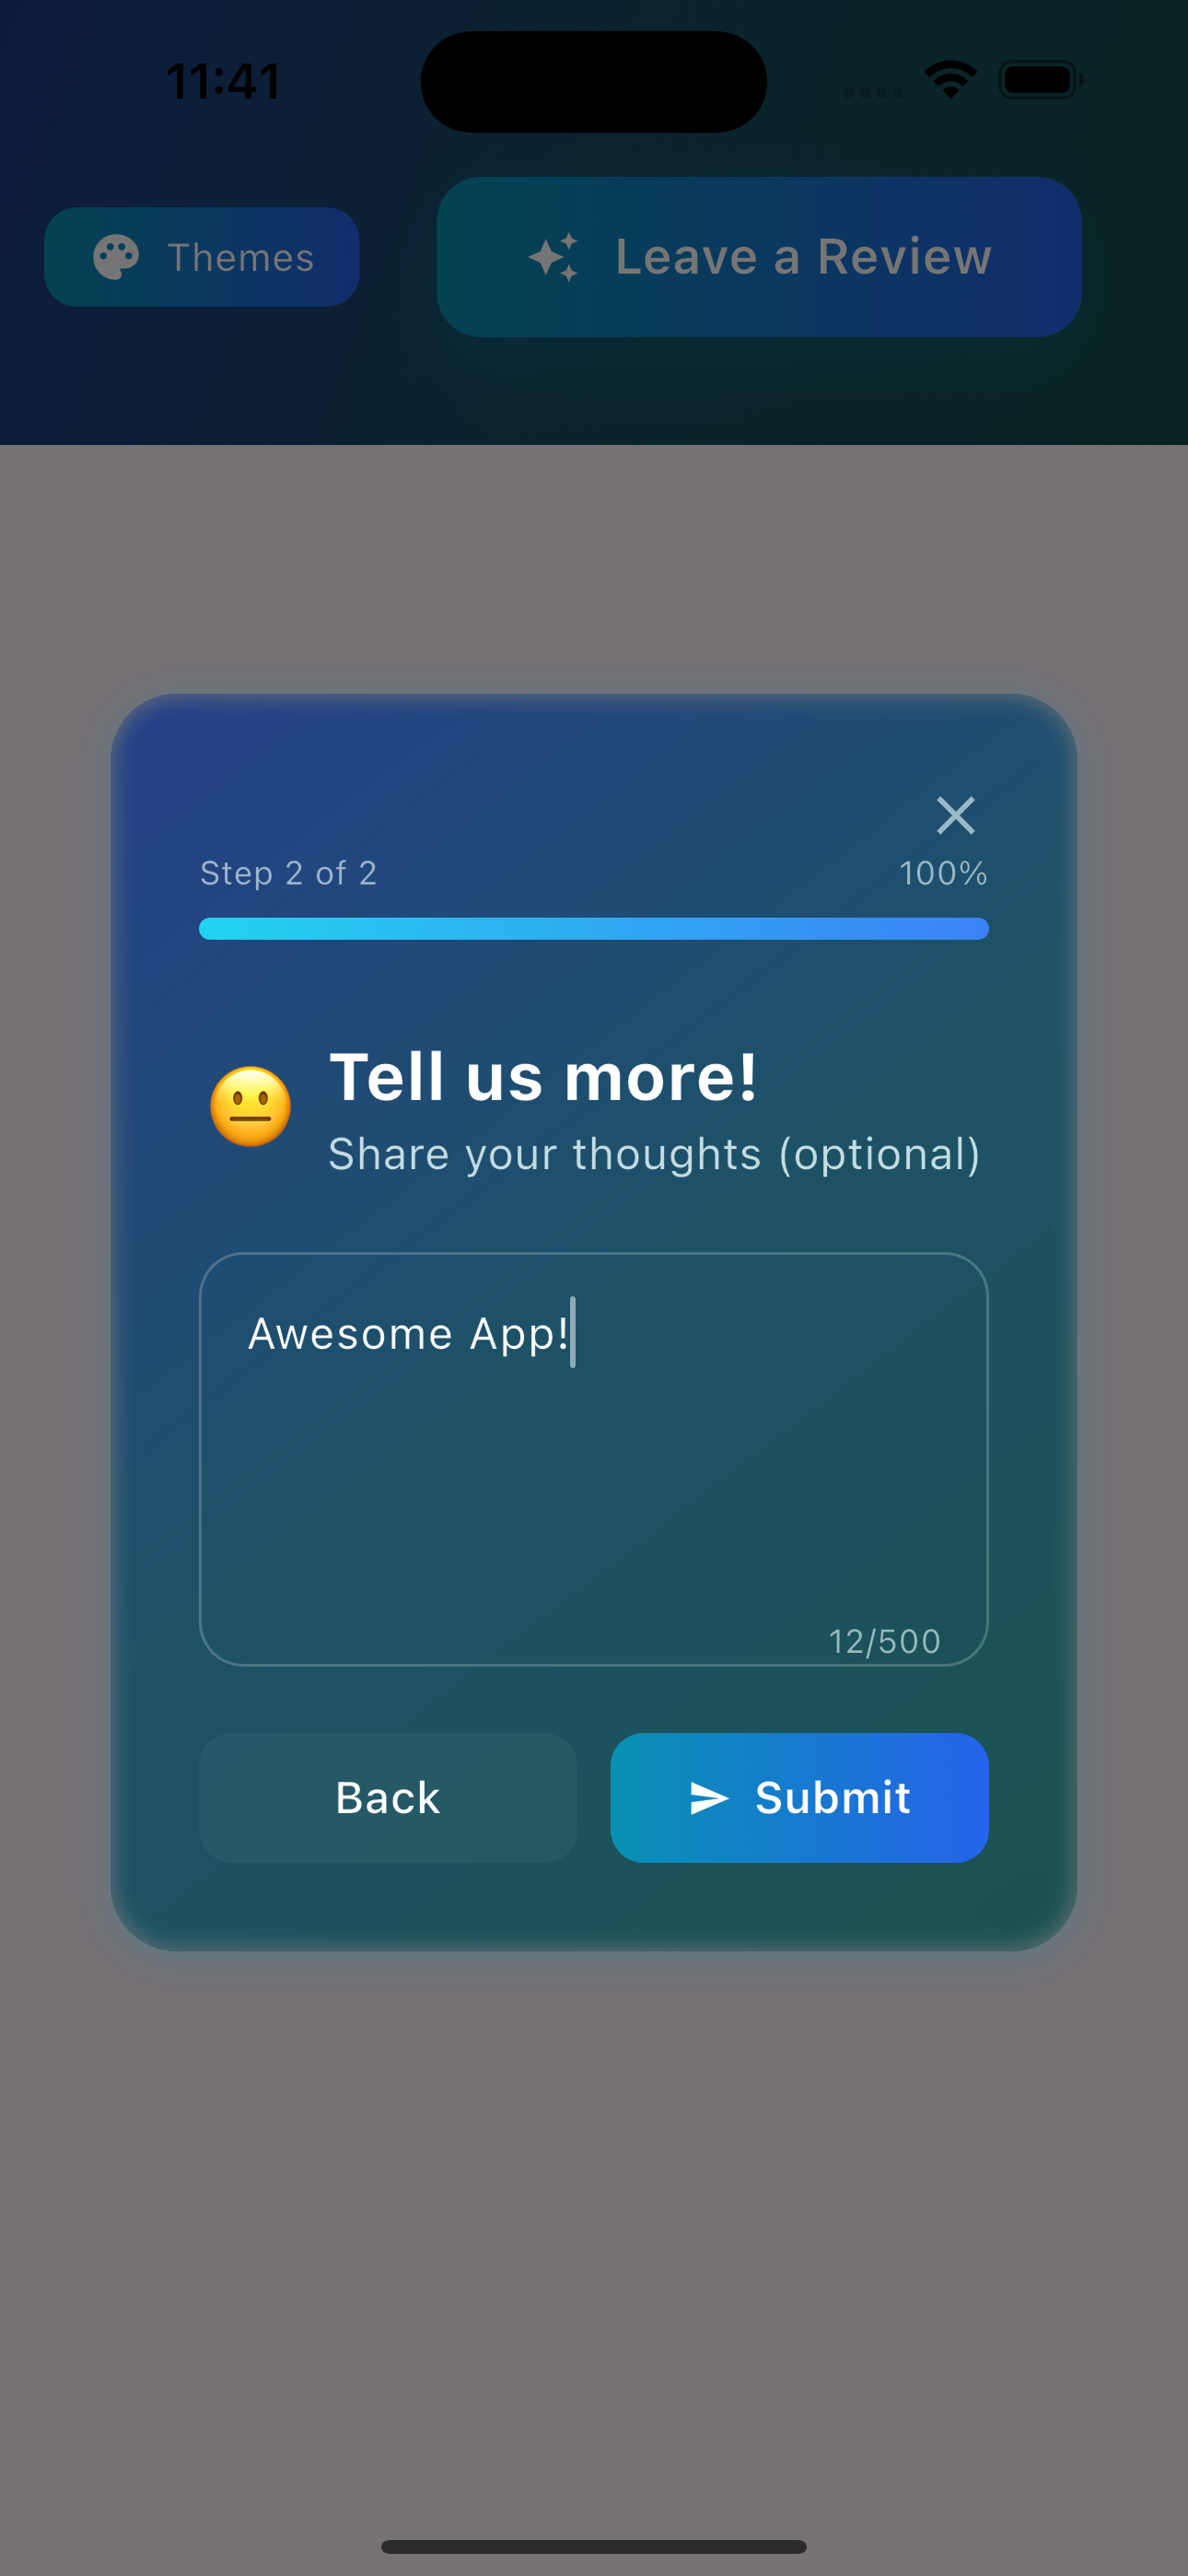 11:41
Themes
Leave a Review
Step 2 of 2
100%
Tell us more!
Share your thoughts (optional)
Awesome App!
12/500
Back
Submit